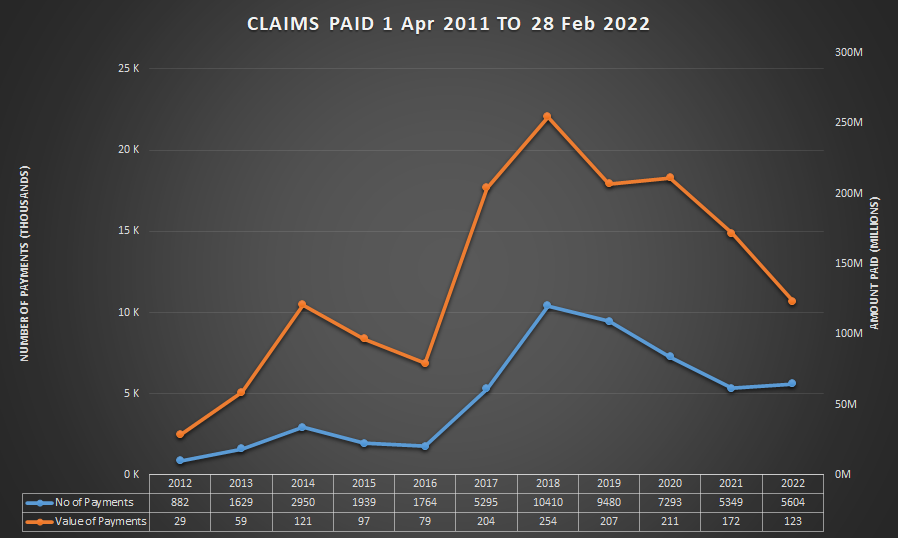 CLAIMS PAID 1 Apr 2011 TO 28 Feb 2022
NUMBER OF PAYMENTS (THOUSANDS)
25 K
20 K
15 K
10 K
5 K
0 K
300M
250M
200M
150M
100M
50M
0M
AMOUNT PAID (MILLIONS)
2012 2013 2014 2015 2016 2017 2018 2019 2020 2021 2022
No of Payments 882 1629 2950 1939 1764 5295 10410 9480 7293 5349 5604
Value of Payments 29 59 121 97 79 204 254 207 211 172 123